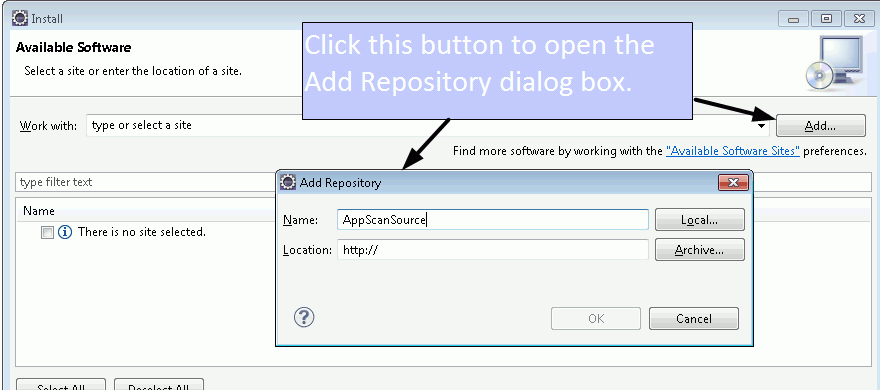 Install
Available Software
Select a site or enter the location of a site.
Click this button to open the
Add Repository dialog box.
Work with: type or select a site Add...
Find more software by working with the "Available Software Sites" preferences.
type filter text
Name
There is no site selected.
Add Repository
Name: AppScanSource Local...
Location: http:// Archive...
OK Cancel
Select All Deselect All